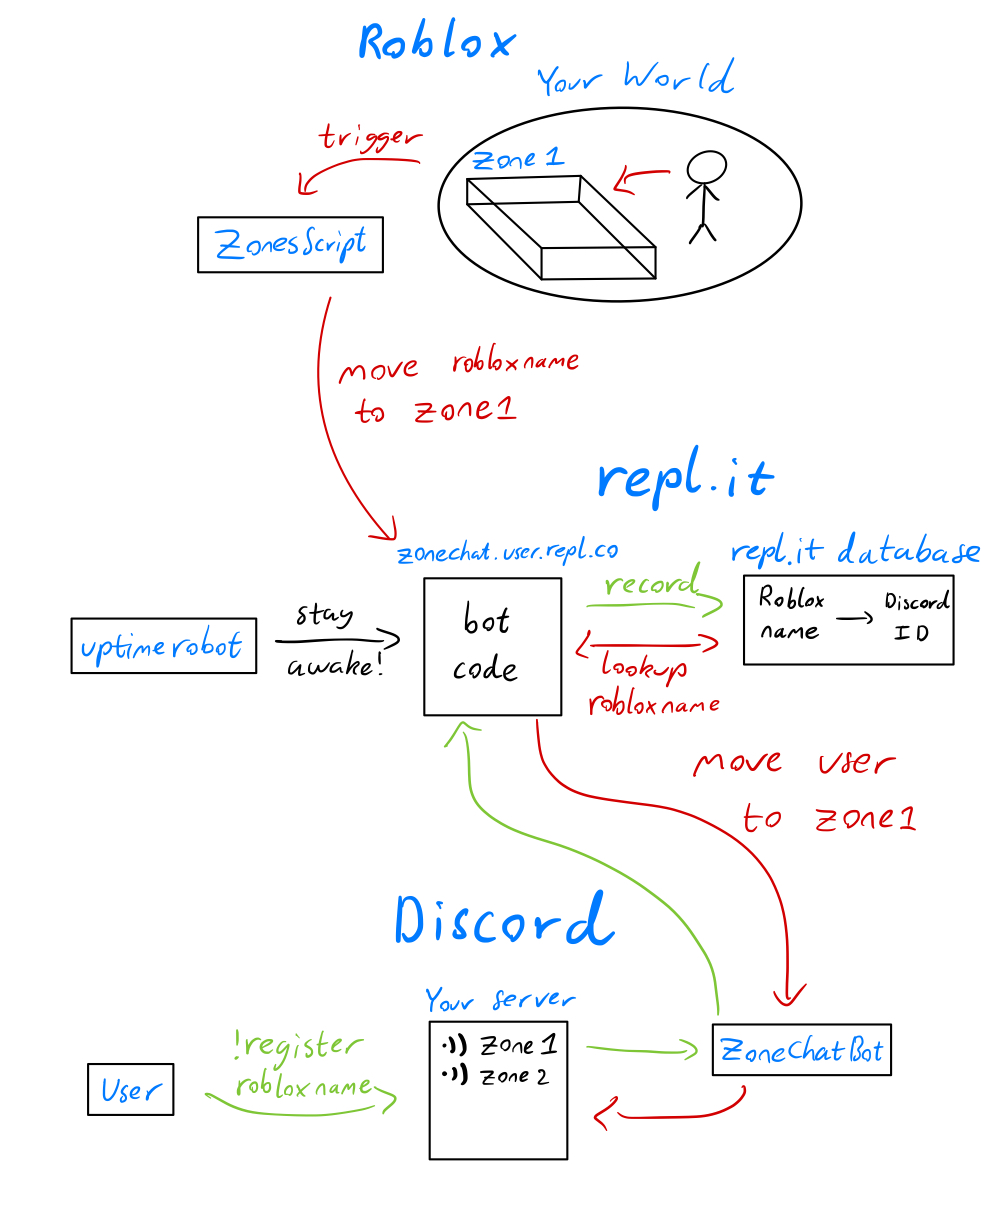 Roblox
Your World
trigger
Zone 1
ZonesScript
move robloxname
to zone1
repl.it
zonechat.user.repl.co
repl.it database
record
Roblox name
Discord ID
bot
code
stay
awake!
uptimerobot
lookup
robloxname
move user
to zone1
Discord
Your server
!register
robloxname
zone 1
zone 2
ZoneChatBot
User